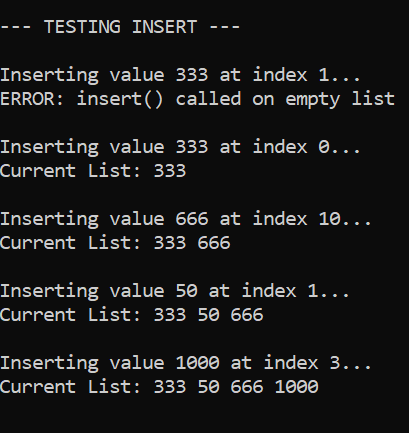 --- TESTING INSERT ---
Inserting value 333 at index 1...
ERROR: insert() called on empty list
Inserting value 333 at index 0...
Current List: 333
Inserting value 666 at index 10...
Current List: 333 666
Inserting value 50 at index 1...
Current List: 333 50 666
Inserting value 1000 at index 3...
Current List: 333 50 666 1000